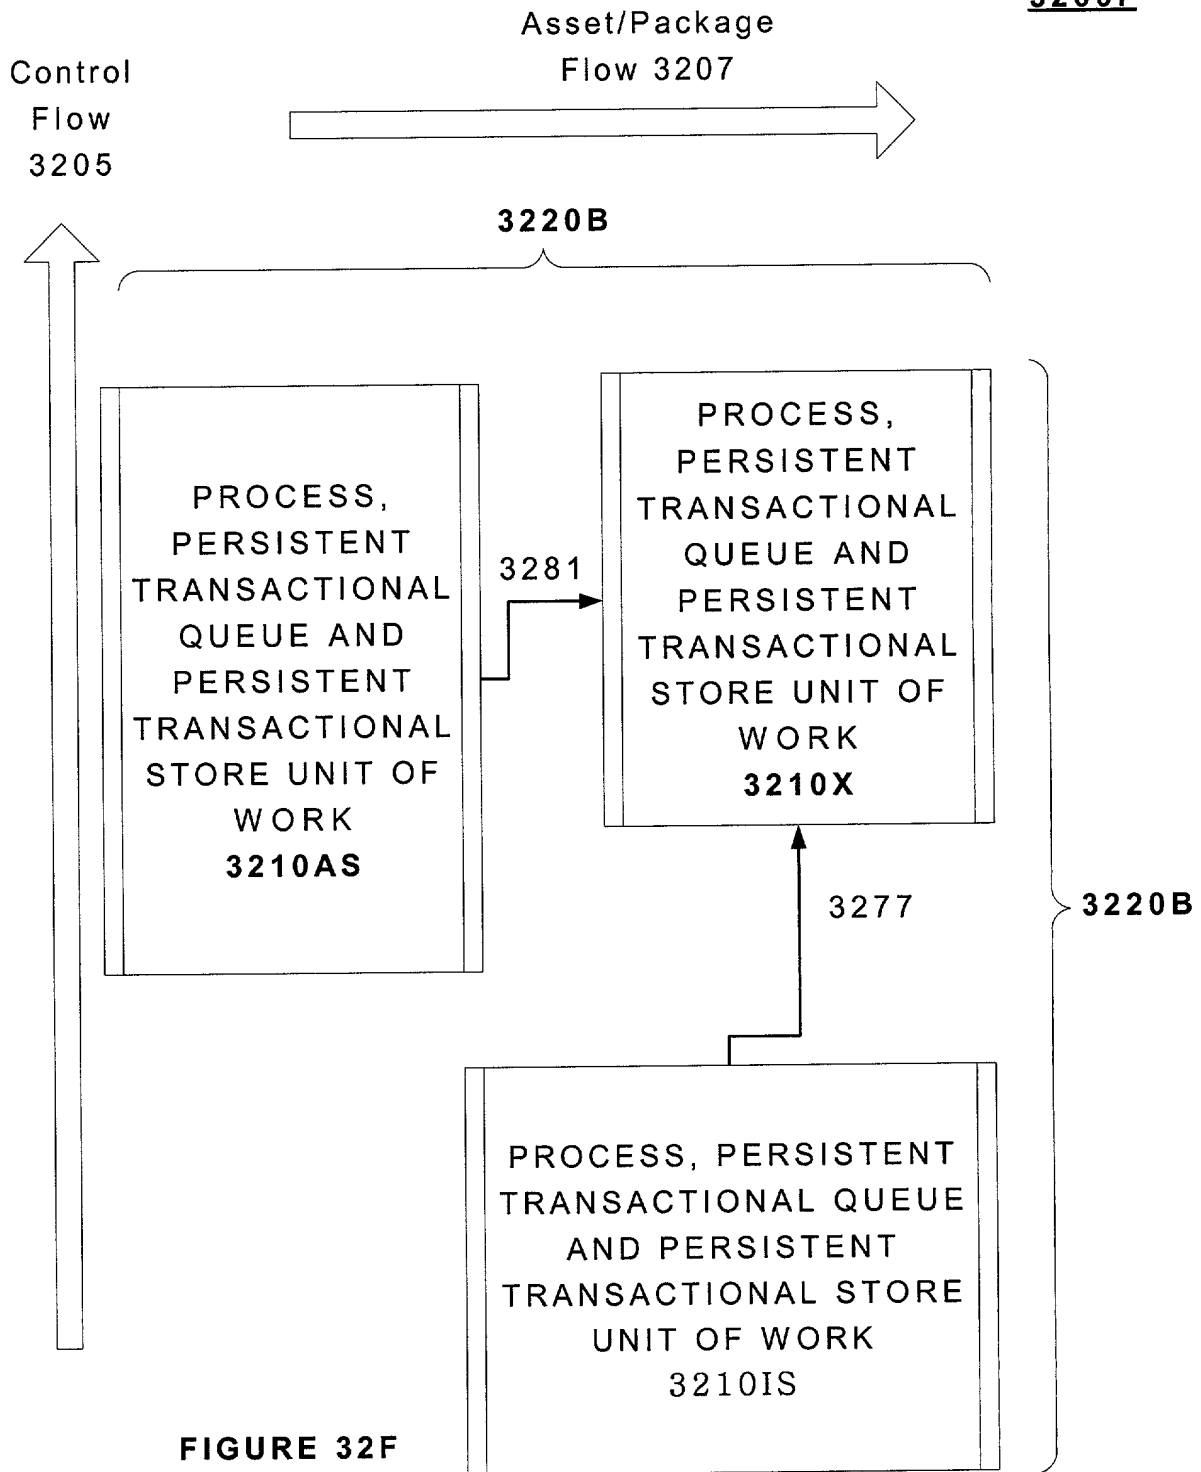 Asset/Package
Flow 3207
Control
Flow
3205
3220B
PROCESS,
PERSISTENT
TRANSACTIONAL
QUEUE AND
PERSISTENT
TRANSACTIONAL
STORE UNIT OF
WORK
3210AS
3281
PROCESS,
PERSISTENT
TRANSACTIONAL
QUEUE AND
PERSISTENT
TRANSACTIONAL
STORE UNIT OF
WORK
3210X
3277
3220B
PROCESS, PERSISTENT
TRANSACTIONAL QUEUE
AND PERSISTENT
TRANSACTIONAL STORE
UNIT OF WORK
3210IS
FIGURE 32F